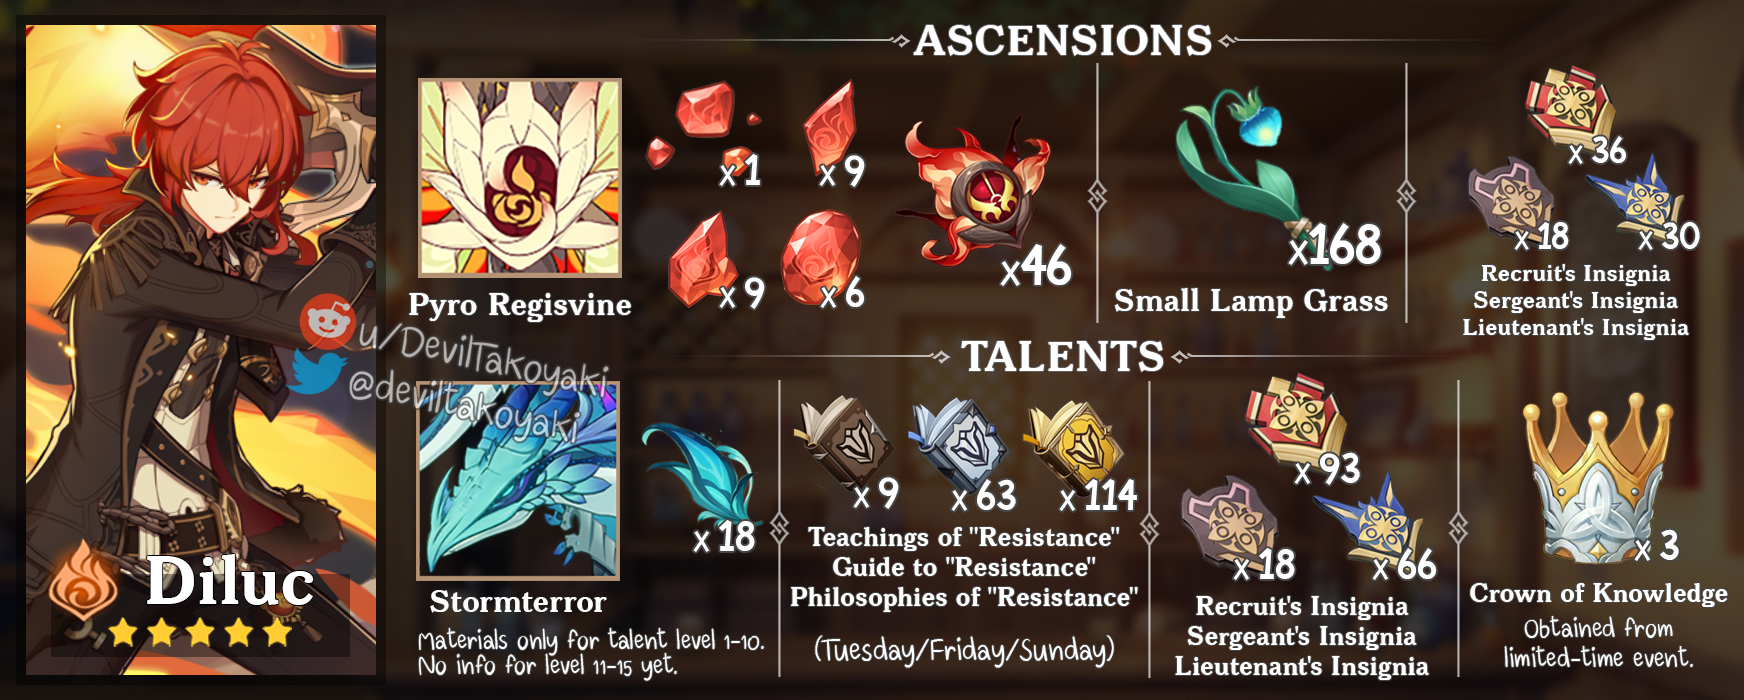 ASCENSIONS
x1
x9
x9
x6
x46
Pyro Regisvine
x168
Small Lamp Grass
x36
x18
x30
Recruit's Insignia
Sergeant's Insignia
Lieutenant's Insignia
u/DevilTakoyaki
@deviltakoyaki
TALENTS
x18
Stormterror
Materials only for talent level 1-10.
No info for level 11-15 yet.
x9
x63
x114
Teachings of "Resistance"
Guide to "Resistance"
Philosophies of "Resistance"
(Tuesday/Friday/Sunday)
x93
x18
x66
Recruit's Insignia
Sergeant's Insignia
Lieutenant's Insignia
x3
Crown of Knowledge
Obtained from
limited-time event.
Diluc